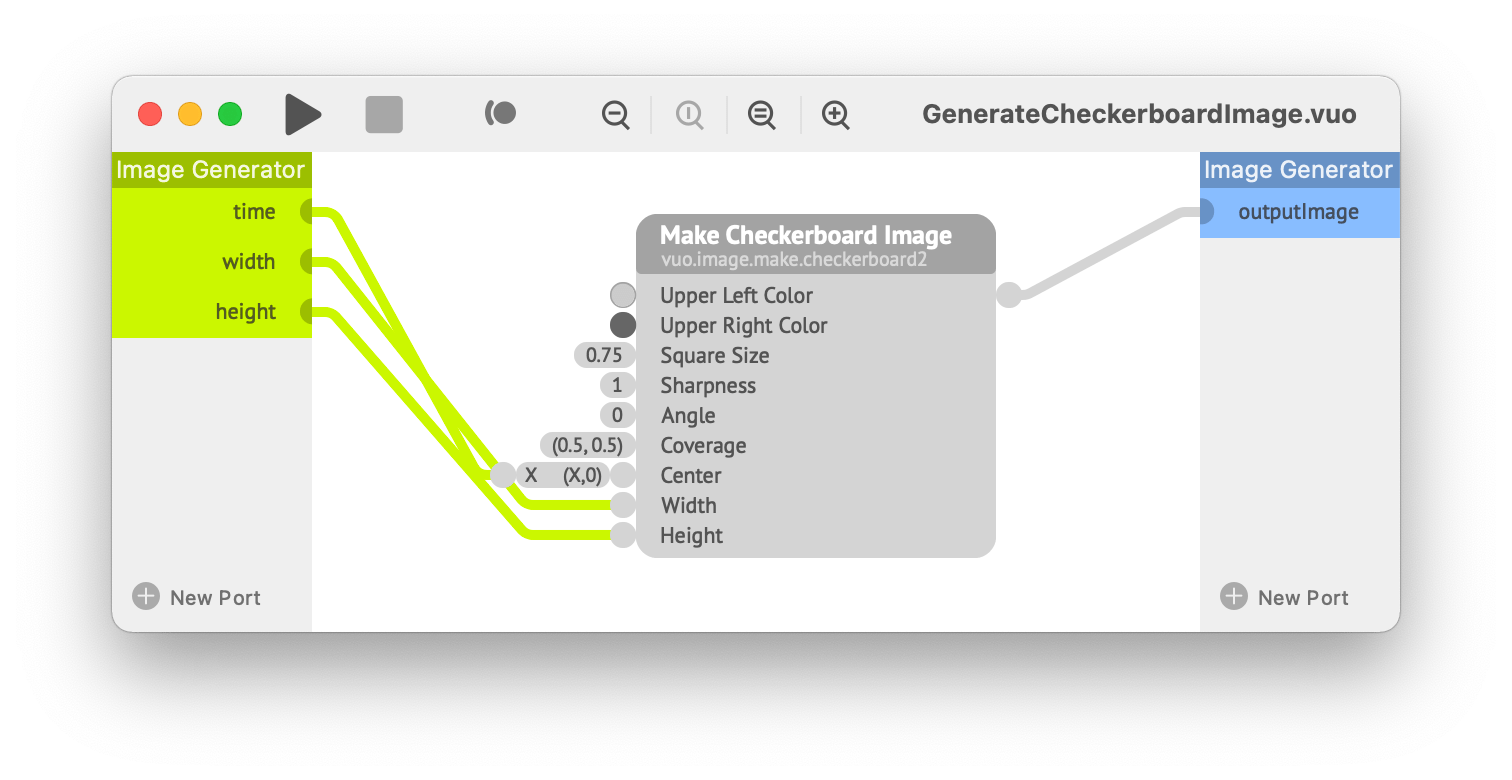 GenerateCheckerboardImage.vuo
Image Generator
time
width
height
New Port
Make Checkerboard Image
vuo.image.make.checkerboard2
Upper Left Color
Upper Right Color
0.75 Square Size
1 Sharpness
0 Angle
(0.5, 0.5) Coverage
X (X,0) Center
Width
Height
Image Generator
outputImage
New Port